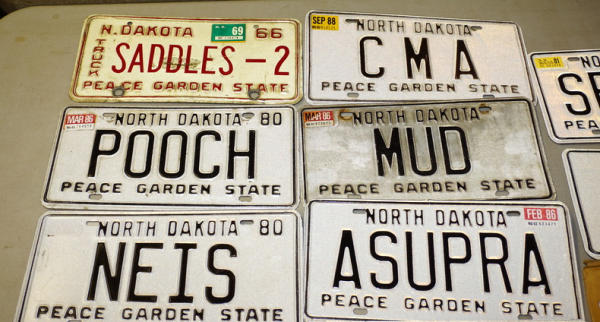 N. DAKOTA 69 66
TRUCK
SADDLES-2
PEACE GARDEN STATE
SEP 88
NORTH DAKOTA
CMA
PEACE GARDEN STATE
MAR 86
NORTH DAKOTA 80
POOCH
PEACE GARDEN STATE
MAR 86
NORTH DAKOTA
MUD
PEACE GARDEN STATE
NORTH DAKOTA 80
NEIS
PEACE GARDEN STATE
NORTH DAKOTA
FEB 86
ASUPRA
PEACE GARDEN STATE
NORTH
PEACE